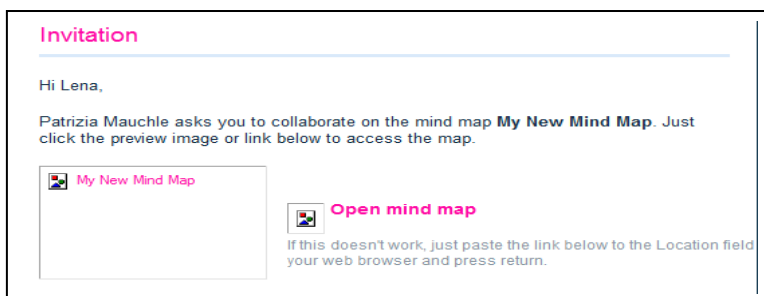 Invitation
Hi Lena,
Patrizia Mauchle asks you to collaborate on the mind map My New Mind Map. Just
click the preview image or link below to access the map.
My New Mind Map
Open mind map
If this doesn't work, just paste the link below to the Location field
your web browser and press return.